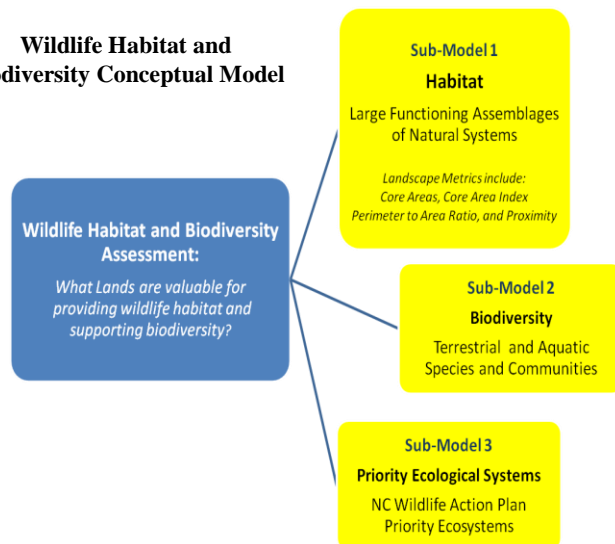 Wildlife Habitat and
odiversity Conceptual Model
Wildlife Habitat and Biodiversity
Assessment:
What Lands are valuable for
providing wildlife habitat and
supporting biodiversity?
Sub-Model 1
Habitat
Large Functioning Assemblages
of Natural Systems
Landscape Metrics include:
Core Areas, Core Area Index
Perimeter to Area Ratio, and Proximity
Sub-Model 2
Biodiversity
Terrestrial and Aquatic
Species and Communities
Sub-Model 3
Priority Ecological Systems
NC Wildlife Action Plan
Priority Ecosystems